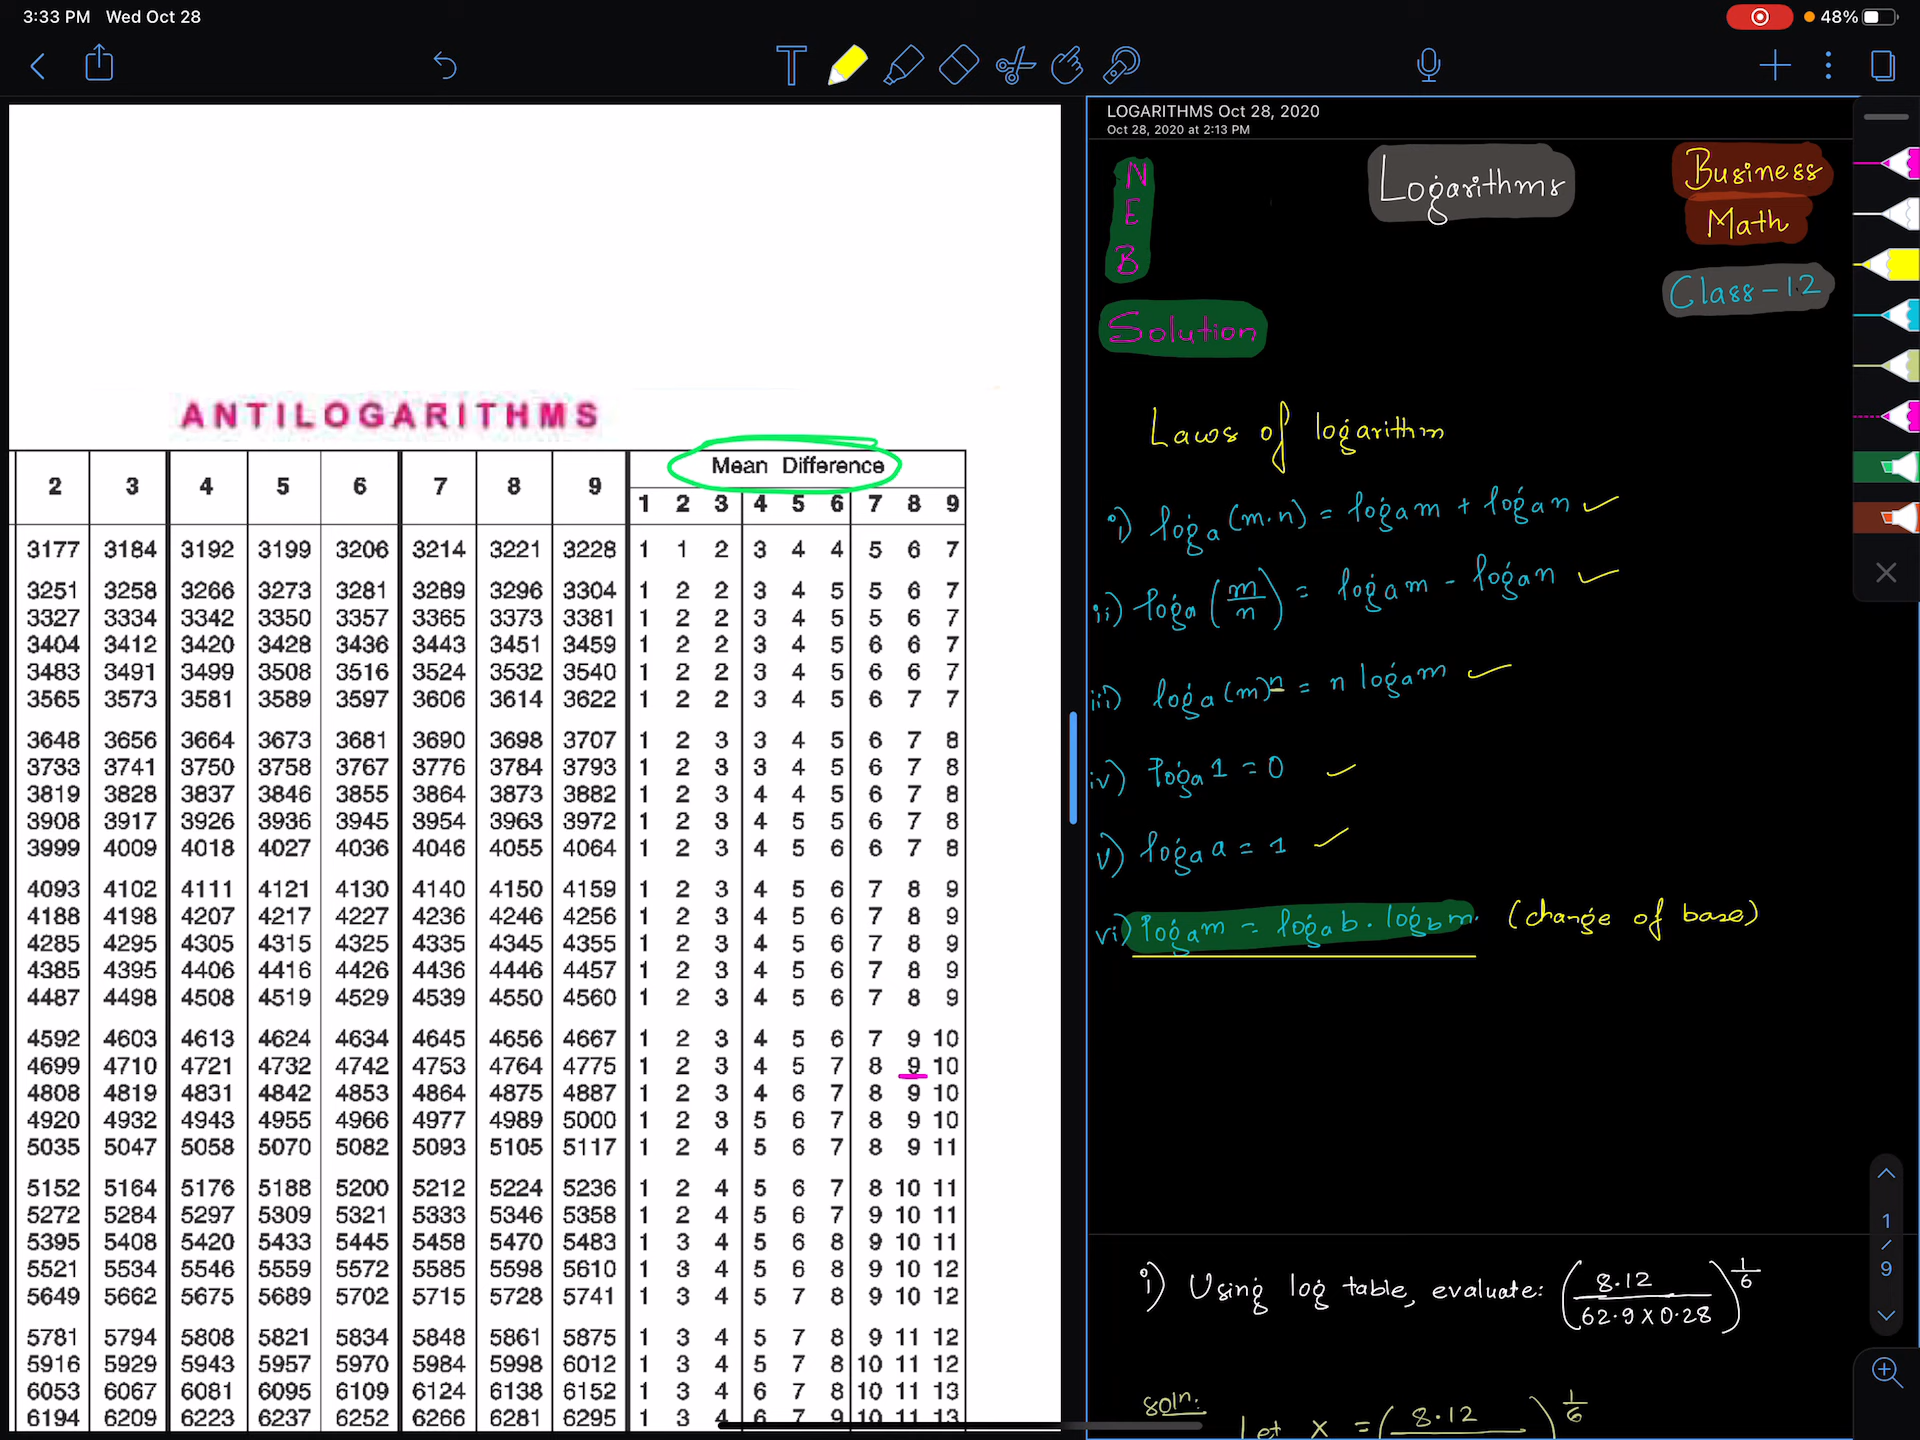 3:33 PM Wed Oct 28
48%
ANTILOGARITHMS
Mean Difference
2 3 4 5 6 7 8 9 1 2 3 4 5 6 7 8 9
3177 3184 3192 3199 3206 3214 3221 3228 1 1 2 3 4 4 5 6 7
3251 3258 3266 3273 3281 3289 3296 3304 1 2 2 3 4 5 5 6 7
3327 3334 3342 3350 3357 3365 3373 3381 1 2 2 3 4 5 5 6 7
3404 3412 3420 3428 3436 3443 3451 3459 1 2 2 3 4 5 6 6 7
3483 3491 3499 3508 3516 3524 3532 3540 1 2 2 3 4 5 6 6 7
3565 3573 3581 3589 3597 3606 3614 3622 1 2 2 3 4 5 6 7 7
3648 3656 3664 3673 3681 3690 3698 3707 1 2 3 3 4 5 6 7 8
3733 3741 3750 3758 3767 3776 3784 3793 1 2 3 3 4 5 6 7 8
3819 3828 3837 3846 3855 3864 3873 3882 1 2 3 4 4 5 6 7 8
3908 3917 3926 3936 3945 3954 3963 3972 1 2 3 4 5 5 6 7 8
3999 4009 4018 4027 4036 4046 4055 4064 1 2 3 4 5 6 6 7 8
4093 4102 4111 4121 4130 4140 4150 4159 1 2 3 4 5 6 7 8 9
4188 4198 4207 4217 4227 4236 4246 4256 1 2 3 4 5 6 7 8 9
4285 4295 4305 4315 4325 4335 4345 4355 1 2 3 4 5 6 7 8 9
4385 4395 4406 4416 4426 4436 4446 4457 1 2 3 4 5 6 7 8 9
4487 4498 4508 4519 4529 4539 4550 4560 1 2 3 4 5 6 7 8 9
4592 4603 4613 4624 4634 4645 4656 4667 1 2 3 4 5 6 7 9 10
4699 4710 4721 4732 4742 4753 4764 4775 1 2 3 4 5 7 8 9 10
4808 4819 4831 4842 4853 4864 4875 4887 1 2 3 4 6 7 8 9 10
4920 4932 4943 4955 4966 4977 4989 5000 1 2 3 5 6 7 8 9 10
5035 5047 5058 5070 5082 5093 5105 5117 1 2 4 5 6 7 8 9 11
5152 5164 5176 5188 5200 5212 5224 5236 1 2 4 5 6 7 8 10 11
5272 5284 5297 5309 5321 5333 5346 5358 1 2 4 5 6 7 9 10 11
5395 5408 5420 5433 5445 5458 5470 5483 1 3 4 5 6 8 9 10 11
5521 5534 5546 5559 5572 5585 5598 5610 1 3 4 5 6 8 9 10 12
5649 5662 5675 5689 5702 5715 5728 5741 1 3 4 5 7 8 9 10 12
5781 5794 5808 5821 5834 5848 5861 5875 1 3 4 5 7 8 9 11 12
5916 5929 5943 5957 5970 5984 5998 6012 1 3 4 5 7 8 10 11 12
6053 6067 6081 6095 6109 6124 6138 6152 1 3 4 6 7 8 10 11 13
6194 6209 6223 6237 6252 6266 6281 6295 1 3 4 6 7 9 10 11 13
LOGARITHMS Oct 28, 2020
Oct 28, 2020 at 2:13 PM
NEB
Logarithms
Business
Math
Class-12
Solution
Laws of logarithm
i) logₐ(m.n) = logₐm + logₐn ✓
ii) logₐ(m/n) = logₐm - logₐn ✓
iii) logₐ(m)ⁿ = n logₐm ✓
iv) logₐ1 = 0 ✓
v) logₐa = 1 ✓
vi) logₐm = logₐb . log_b m. (change of base)
i) Using log table, evaluate: (8.12/(62.9×0.28))^(1/6)
soln:
Let x = (8.12)^(1/6)
1/9